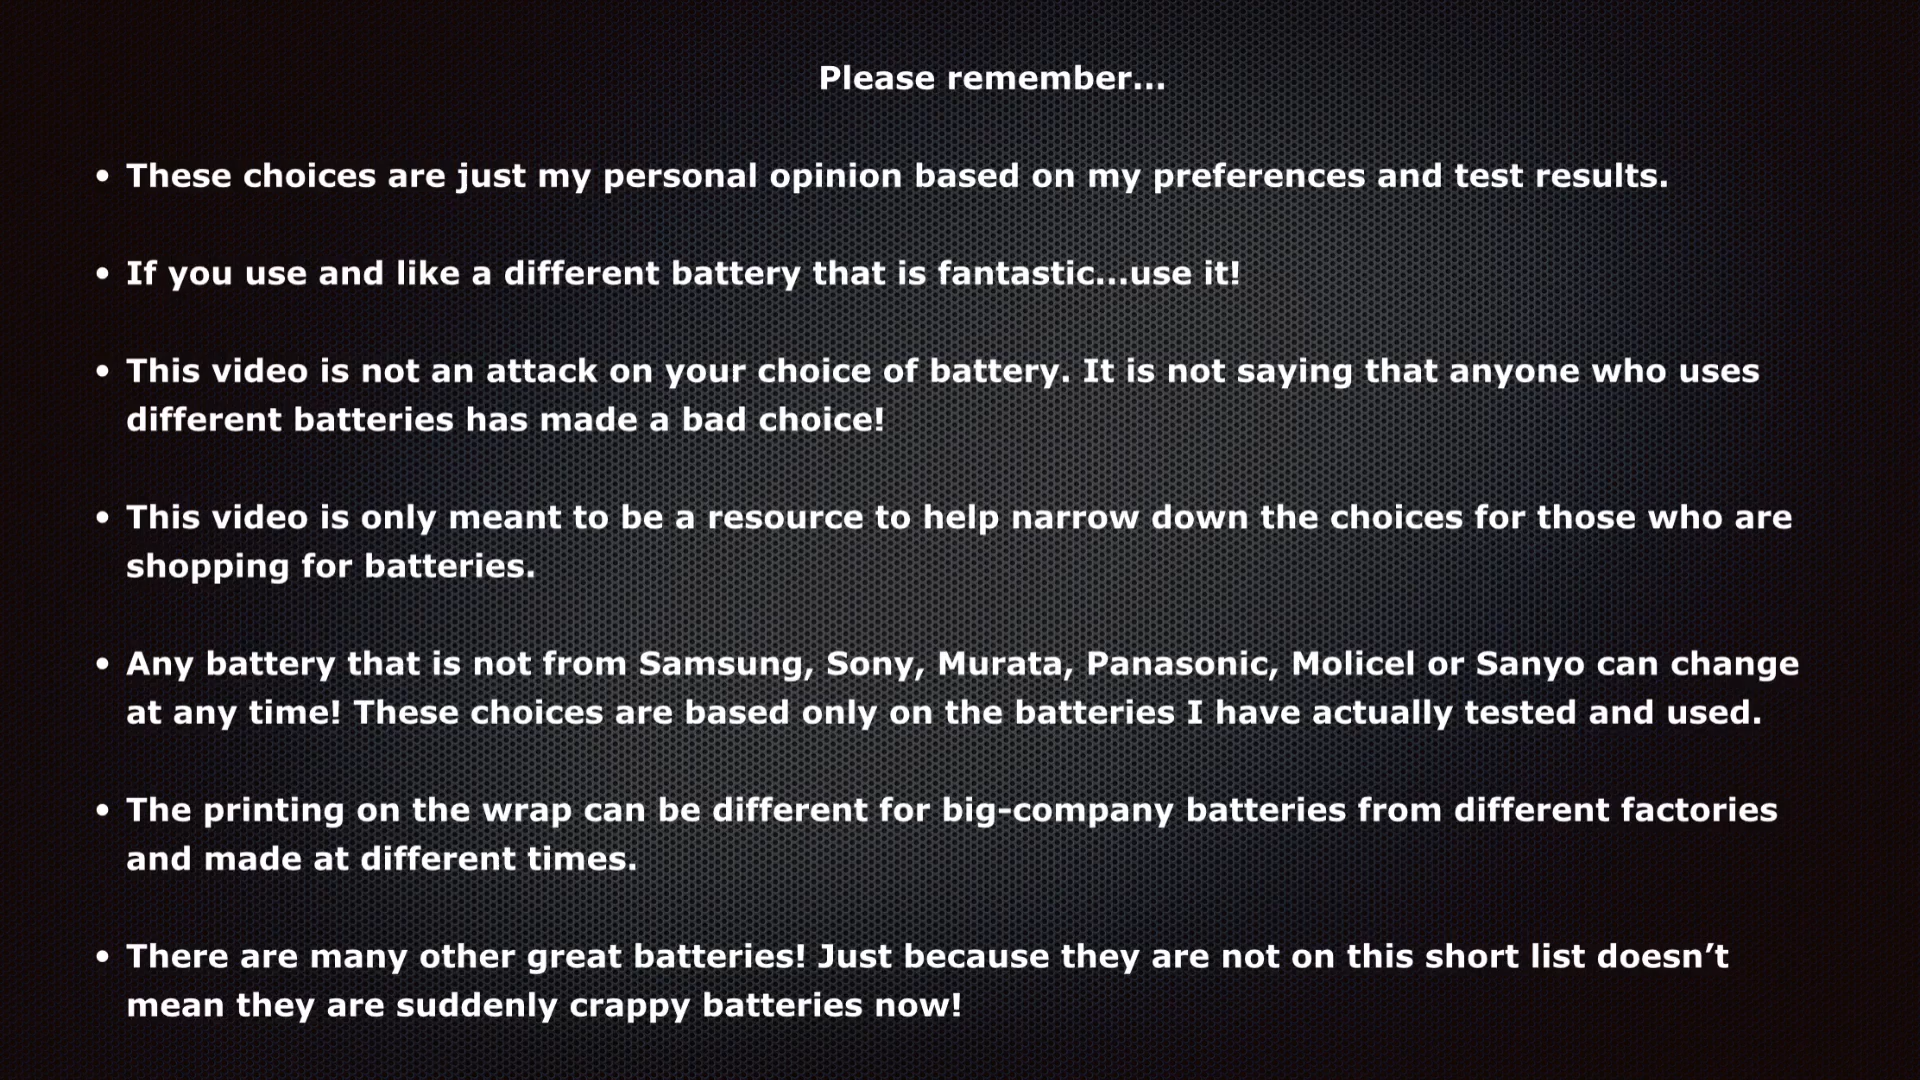 Please remember...
• These choices are just my personal opinion based on my preferences and test results.
• If you use and like a different battery that is fantastic...use it!
• This video is not an attack on your choice of battery. It is not saying that anyone who uses
different batteries has made a bad choice!
• This video is only meant to be a resource to help narrow down the choices for those who are
shopping for batteries.
• Any battery that is not from Samsung, Sony, Murata, Panasonic, Molicel or Sanyo can change
at any time! These choices are based only on the batteries I have actually tested and used.
• The printing on the wrap can be different for big-company batteries from different factories
and made at different times.
• There are many other great batteries! Just because they are not on this short list doesn’t
mean they are suddenly crappy batteries now!